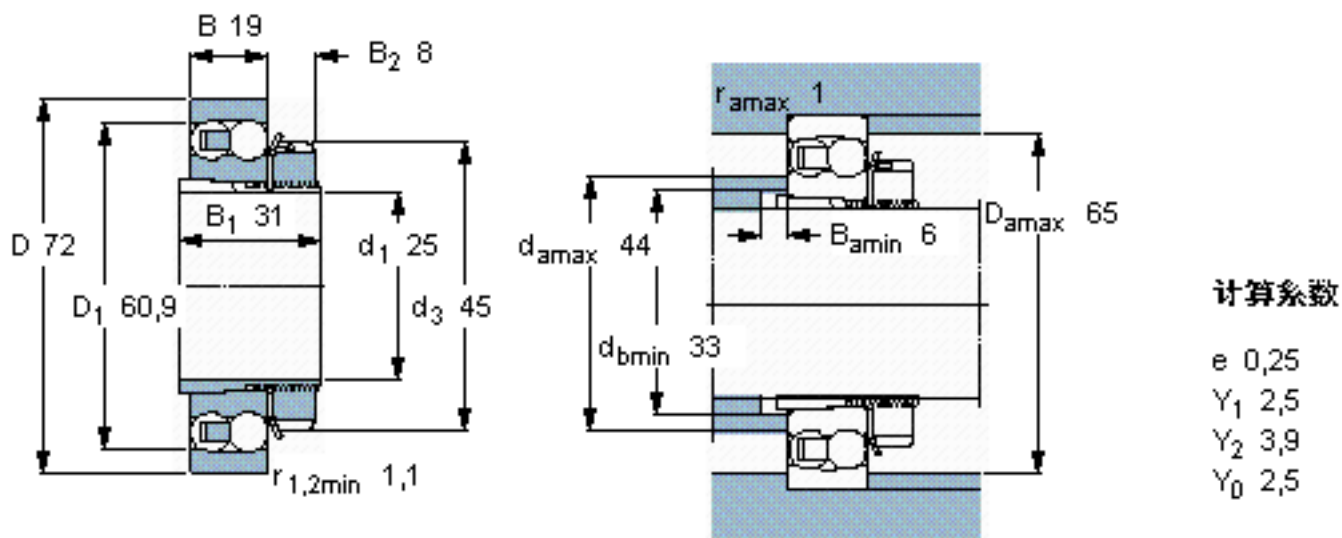 B 19
B2 8
D 72
D1 60,9
B1 31
d1 25
d3 45
r1,2min 1,1
ramax 1
damax 44
dbmin 33
Bamin 6
Damax 65
计算系数
e 0,25
Y1 2,5
Y2 3,9
Y0 2,5